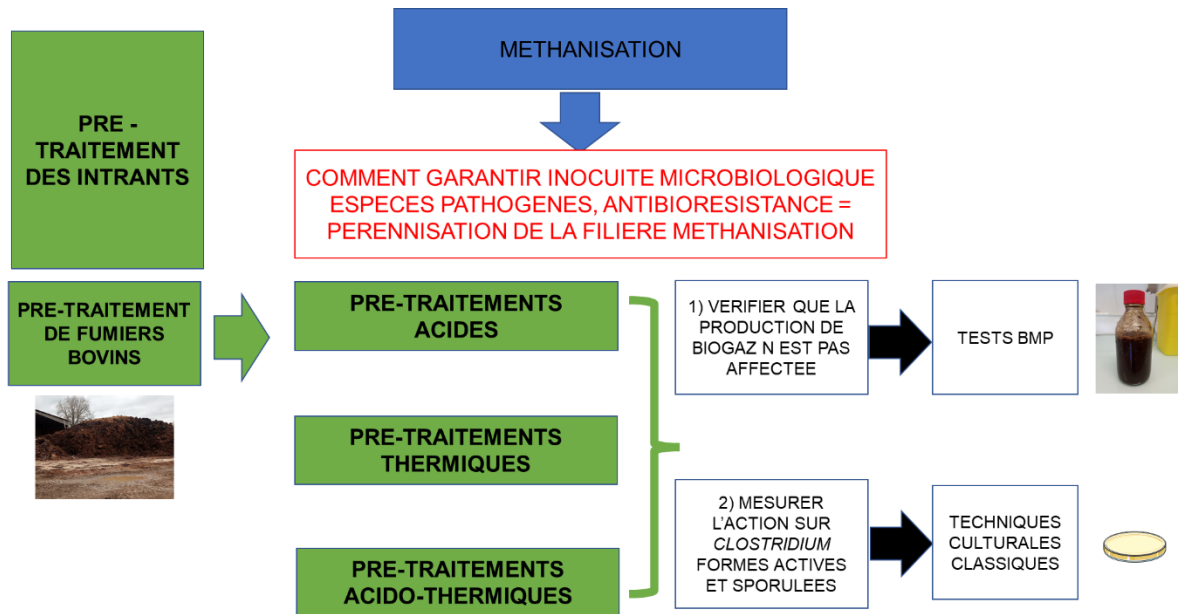 METHANISATION
PRE -
TRAITEMENT
DES INTRANTS
COMMENT GARANTIR INOCUITE MICROBIOLOGIQUE
ESPECES PATHOGENES, ANTIBIORESISTANCE =
PERENNISATION DE LA FILIERE METHANISATION
PRE-TRAITEMENT
DE FUMIERS
BOVINS
PRE-TRAITEMENTS
ACIDES
1) VERIFIER QUE LA
PRODUCTION DE
BIOGAZ N EST PAS
AFFECTEE
TESTS BMP
PRE-TRAITEMENTS
THERMIQUES
PRE-TRAITEMENTS
ACIDO-THERMIQUES
2) MESURER
L’ACTION SUR
CLOSTRIDIUM
FORMES ACTIVES
ET SPORULEES
TECHNIQUES
CULTURALES
CLASSIQUES